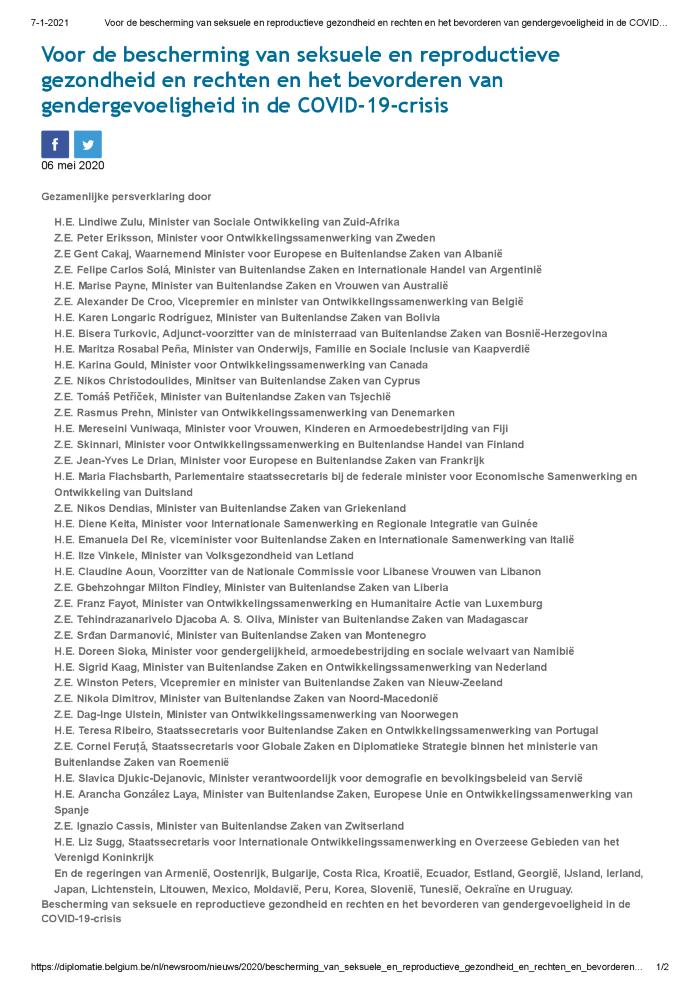 7-1-2021 Voor de bescherming van seksuele en reproductieve gezondheid en rechten en het bevorderen van gendergevoeligheid in de COVID...
Voor de bescherming van seksuele en reproductieve
gezondheid en rechten en het bevorderen van
gendergevoeligheid in de COVID-19-crisis
f
06 mei 2020
Gezamenlijke persverklaring door
H.E. Lindiwe Zulu, Minister van Sociale Ontwikkeling van Zuid-Afrika
Z.E. Peter Eriksson, Minister voor Ontwikkelingssamenwerking van Zweden
Z.E Gent Cakaj, Waarnemend Minister voor Europese en Buitenlandse Zaken van Albanië
Z.E. Felipe Carlos Solá, Minister van Buitenlandse Zaken en Internationale Handel van Argentinië
H.E. Marise Payne, Minister van Buitenlandse Zaken en Vrouwen van Australië
Z.E. Alexander De Croo, Vicepremier en minister van Ontwikkelingssamenwerking van België
H.E. Karen Longaric Rodriguez, Minister van Buitenlandse Zaken van Bolivia
H.E. Bisera Turkovic, Adjunct-voorzitter van de ministerraad van Buitenlandse Zaken van Bosnië-Herzegovina
H.E. Maritza Rosabal Peña, Minister van Onderwijs, Familie en Sociale Inclusie van Kaapverdië
H.E. Karina Gould, Minister voor Ontwikkelingssamenwerking van Canada
Z.E. Nikos Christodoulides, Minitser van Buitenlandse Zaken van Cyprus
Z.E. Tomáš Petříček, Minister van Buitenlandse Zaken van Tsjechië
Z.E. Rasmus Prehn, Minister van Ontwikkelingssamenwerking van Denemarken
H.E. Mereseini Vuniwaqa, Minister voor Vrouwen, Kinderen en Armoedebestrijding van Fiji
Z.E. Skinnari, Minister voor Ontwikkelingssamenwerking en Buitenlandse Handel van Finland
Z.E. Jean-Yves Le Drian, Minister voor Europese en Buitenlandse Zaken van Frankrijk
H.E. Maria Flachsbarth, Parlementaire staatssecretaris bij de federale minister voor Economische Samenwerking en
Ontwikkeling van Duitsland
Z.E. Nikos Dendias, Minister van Buitenlandse Zaken van Griekenland
H.E. Diene Keita, Minister voor Internationale Samenwerking en Regionale Integratie van Guinée
H.E. Emanuela Del Re, viceminister voor Buitenlandse Zaken en Internationale Samenwerking van Italië
H.E. Ilze Vinkele, Minister van Volksgezondheid van Letland
H.E. Claudine Aoun, Voorzitter van de Nationale Commissie voor Libanese Vrouwen van Libanon
Z.E. Gbehzohngar Milton Findley, Minister van Buitenlandse Zaken van Liberia
Z.E. Franz Fayot, Minister van Ontwikkelingssamenwerking en Humanitaire Actie van Luxemburg
Z.E. Tehindrazanarivelo Djacoba A. S. Oliva, Minister van Buitenlandse Zaken van Madagascar
Z.E. Srđan Darmanović, Minister van Buitenlandse Zaken van Montenegro
H.E. Doreen Sioka, Minister voor gendergelijkheid, armoedebestrijding en sociale welvaart van Namibië
H.E. Sigrid Kaag, Minister van Buitenlandse Zaken en Ontwikkelingssamenwerking van Nederland
Z.E. Winston Peters, Vicepremier en minister van Buitenlandse Zaken van Nieuw-Zeeland
Z.E. Nikola Dimitrov, Minister van Buitenlandse Zaken van Noord-Macedonië
Z.E. Dag-Inge Ulstein, Minister van Ontwikkelingssamenwerking van Noorwegen
H.E. Teresa Ribeiro, Staatssecretaris voor Buitenlandse Zaken en Ontwikkelingssamenwerking van Portugal
Z.E. Cornel Feruță, Staatssecretaris voor Globale Zaken en Diplomatieke Strategie binnen het ministerie van
Buitenlandse Zaken van Roemenië
H.E. Slavica Djukic-Dejanovic, Minister verantwoordelijk voor demografie en bevolkingsbeleid van Servië
H.E. Arancha González Laya, Minister van Buitenlandse Zaken, Europese Unie en Ontwikkelingssamenwerking van
Spanje
Z.E. Ignazio Cassis, Minister van Buitenlandse Zaken van Zwitserland
H.E. Liz Sugg, Staatssecretaris voor Internationale Ontwikkelingssamenwerking en Overzeese Gebieden van het
Verenigd Koninkrijk
En de regeringen van Armenië, Oostenrijk, Bulgarije, Costa Rica, Kroatië, Ecuador, Estland, Georgië, IJsland, Ierland,
Japan, Lichtenstein, Litouwen, Mexico, Moldavië, Peru, Korea, Slovenië, Tunesië, Oekraïne en Uruguay.
Bescherming van seksuele en reproductieve gezondheid en rechten en het bevorderen van gendergevoeligheid in de
COVID-19-crisis
https://diplomatie.belgium.be/nl/newsroom/nieuws/2020/bescherming_van_seksuele_en_reproductieve_gezondheid_en_rechten_en_bevorderen... 1/2